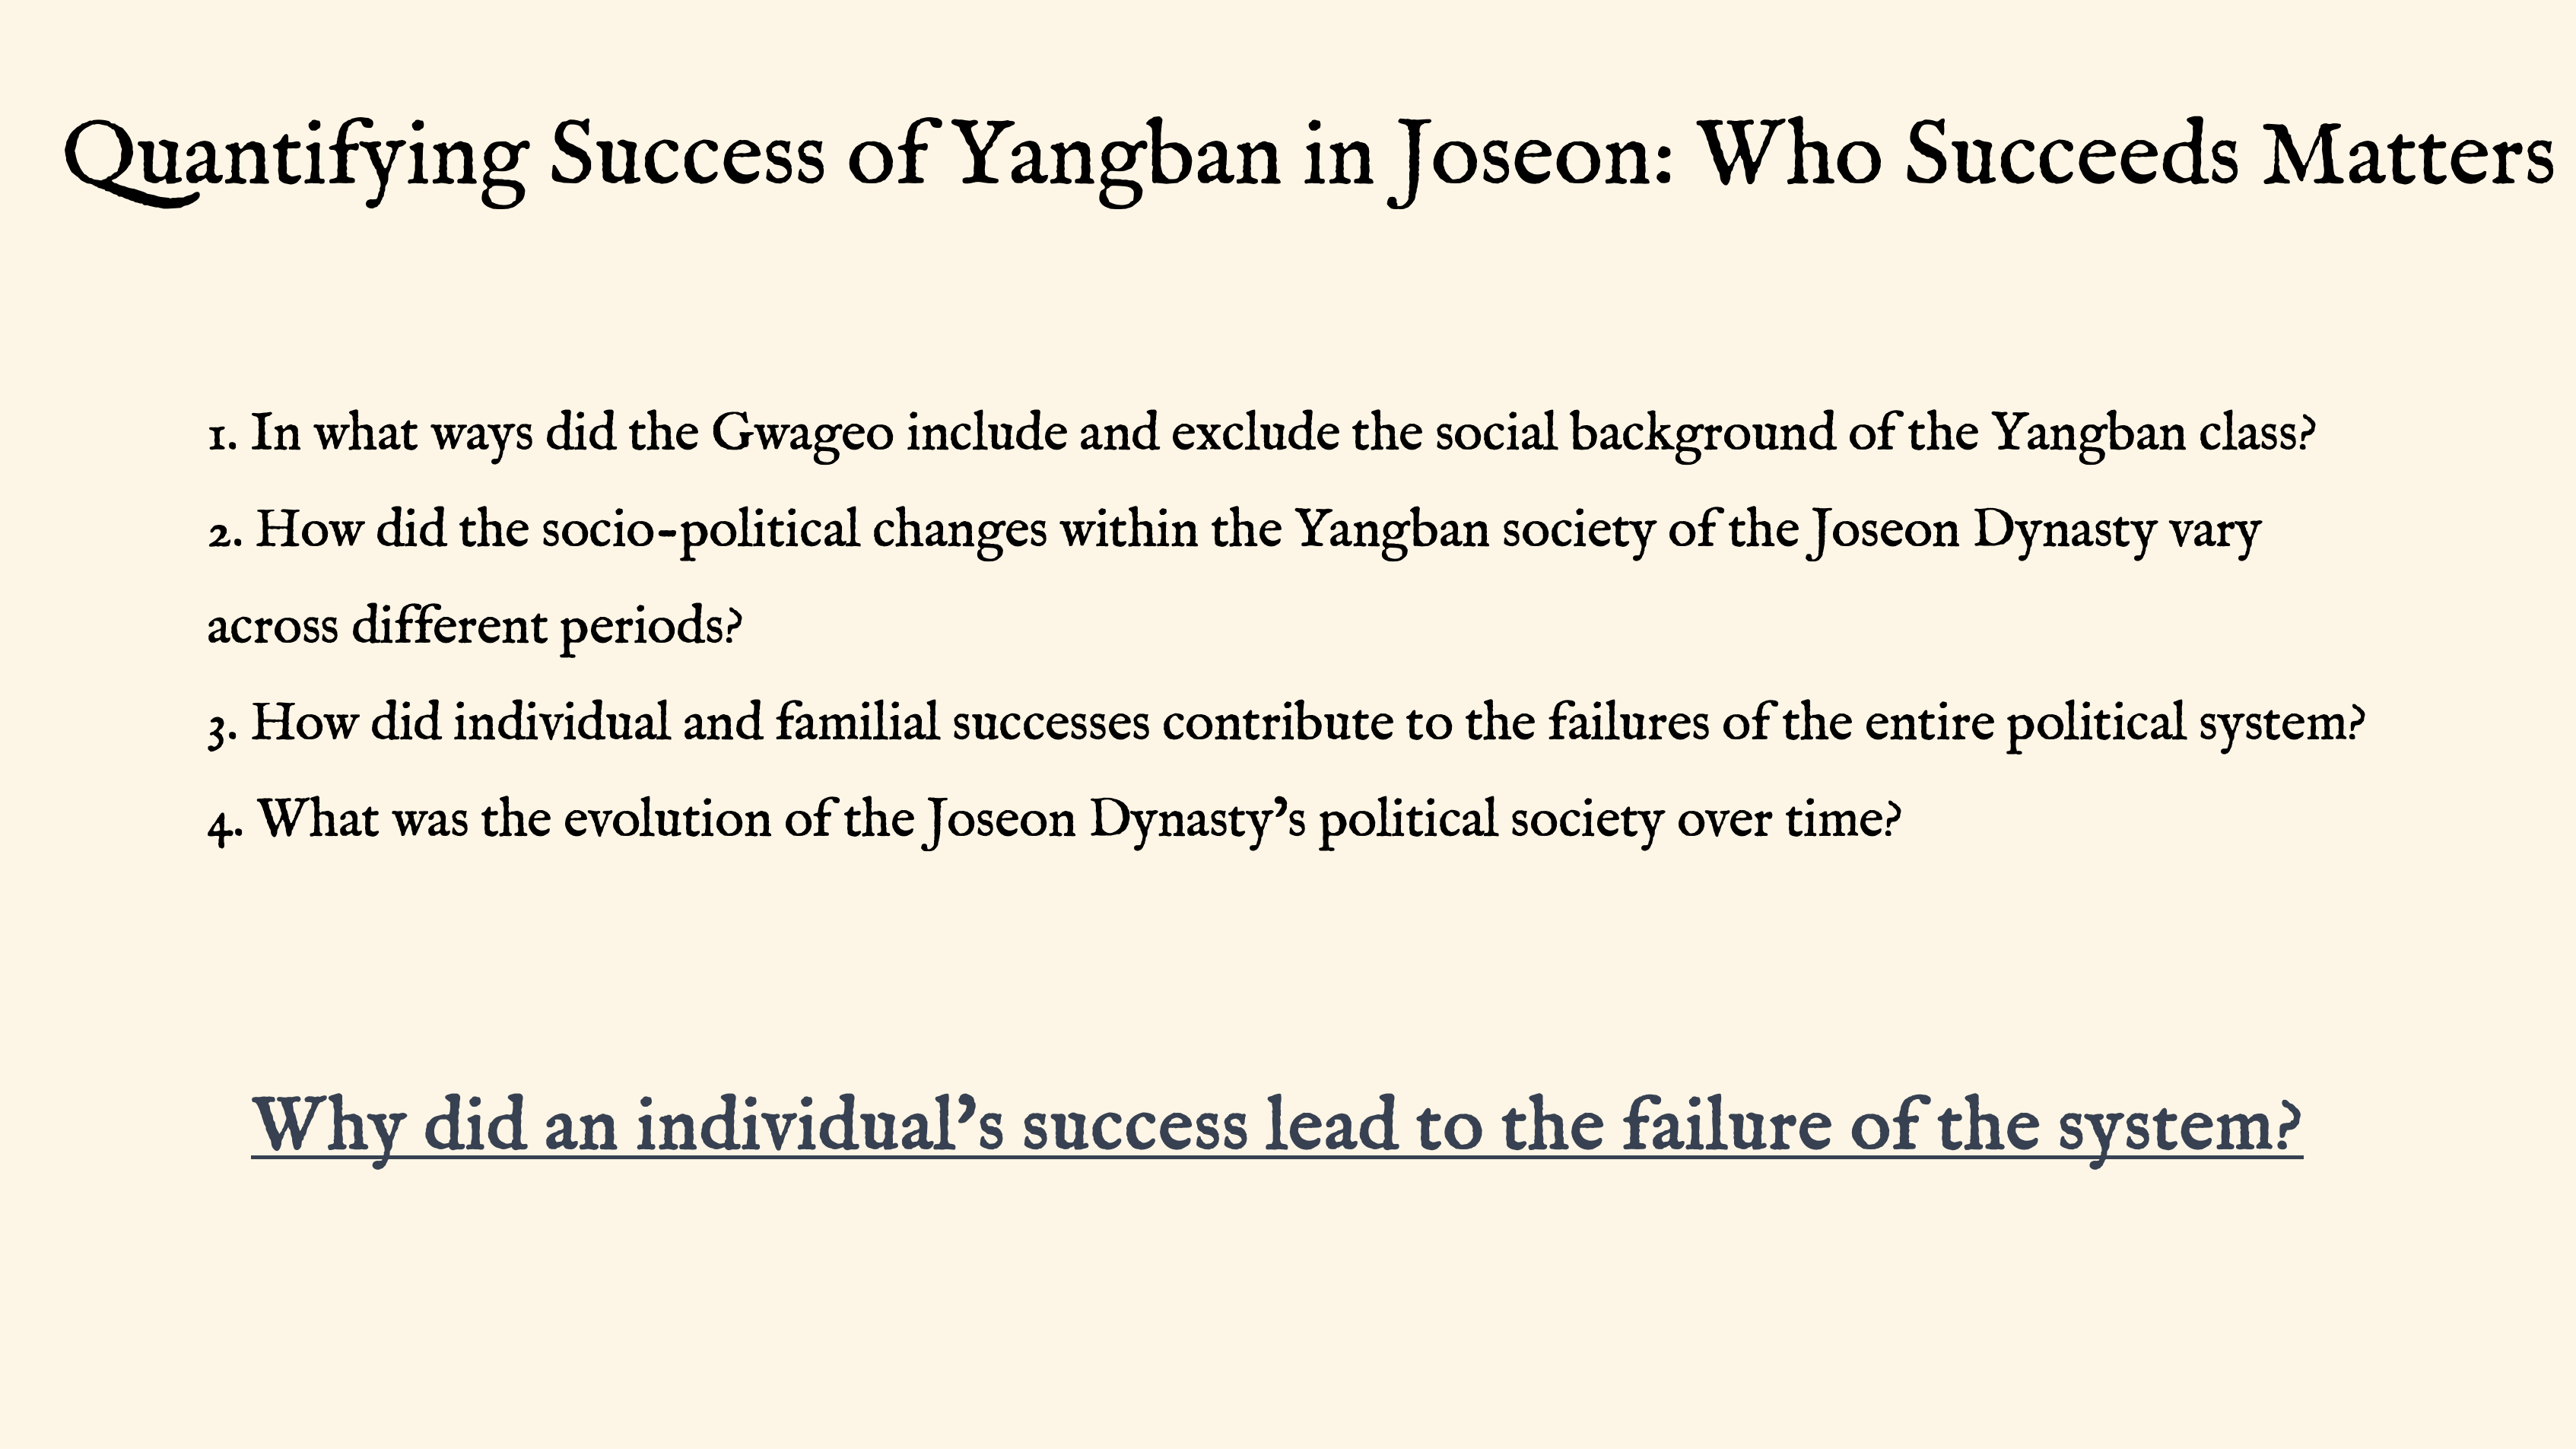 Quantifying Success of Yangban in Joseon: Who Succeeds Matters
1. In what ways did the Gwageo include and exclude the social background of the Yangban class?
2. How did the socio-political changes within the Yangban society of the Joseon Dynasty vary
across different periods?
3. How did individual and familial successes contribute to the failures of the entire political system?
4. What was the evolution of the Joseon Dynasty's political society over time?
Why did an individual's success lead to the failure of the system?